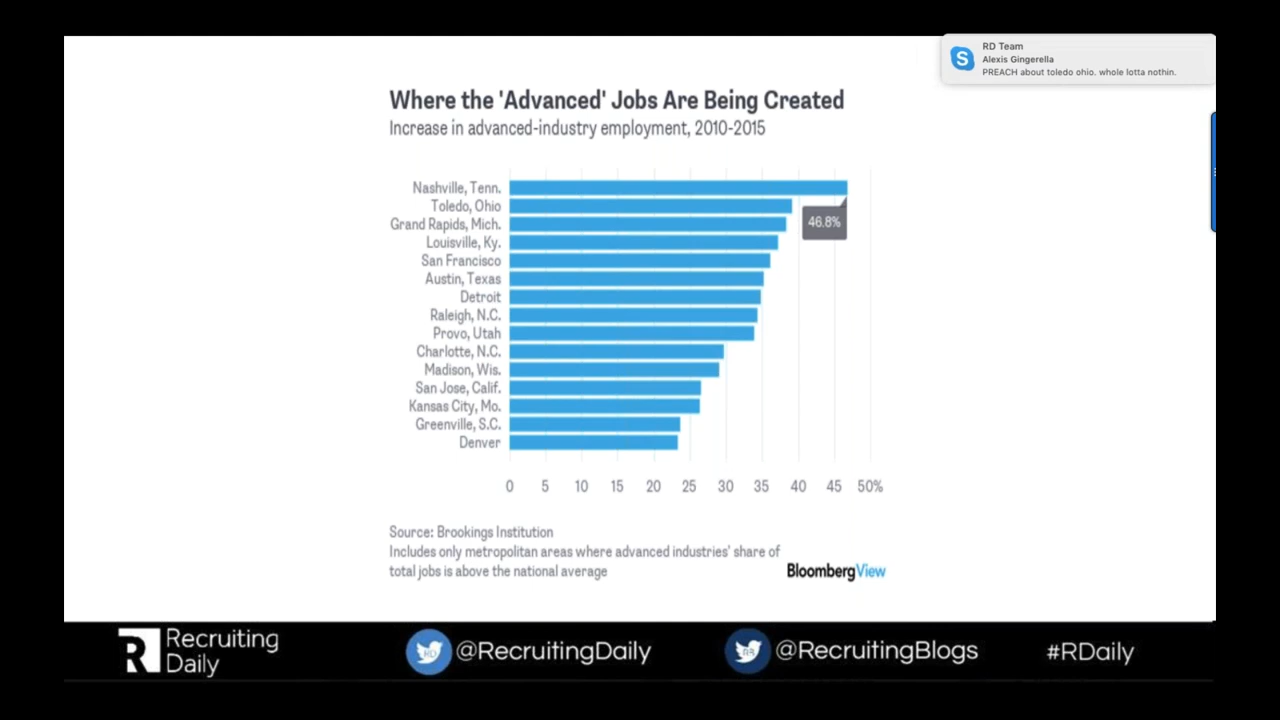 RD Team
Alexis Gingerella
PREACH about toledo ohio. whole lotta nothin.
Where the 'Advanced' Jobs Are Being Created
Increase in advanced-industry employment, 2010-2015
Nashville, Tenn.
Toledo, Ohio
46.8%
Grand Rapids, Mich.
Louisville, Ky.
San Francisco
Austin, Texas
Detroit
Raleigh, N.C.
Provo, Utah
Charlotte, N.C.
Madison, Wis.
San Jose, Calif.
Kansas City, Mo.
Greenville, S.C.
Denver
0 5 10 15 20 25 30 35 40 45 50%
Source: Brookings Institution
Includes only metropolitan areas where advanced industries' share of
total jobs is above the national average
BloombergView
R Recruiting
Daily
RD @RecruitingDaily
RB @RecruitingBlogs
#RDaily